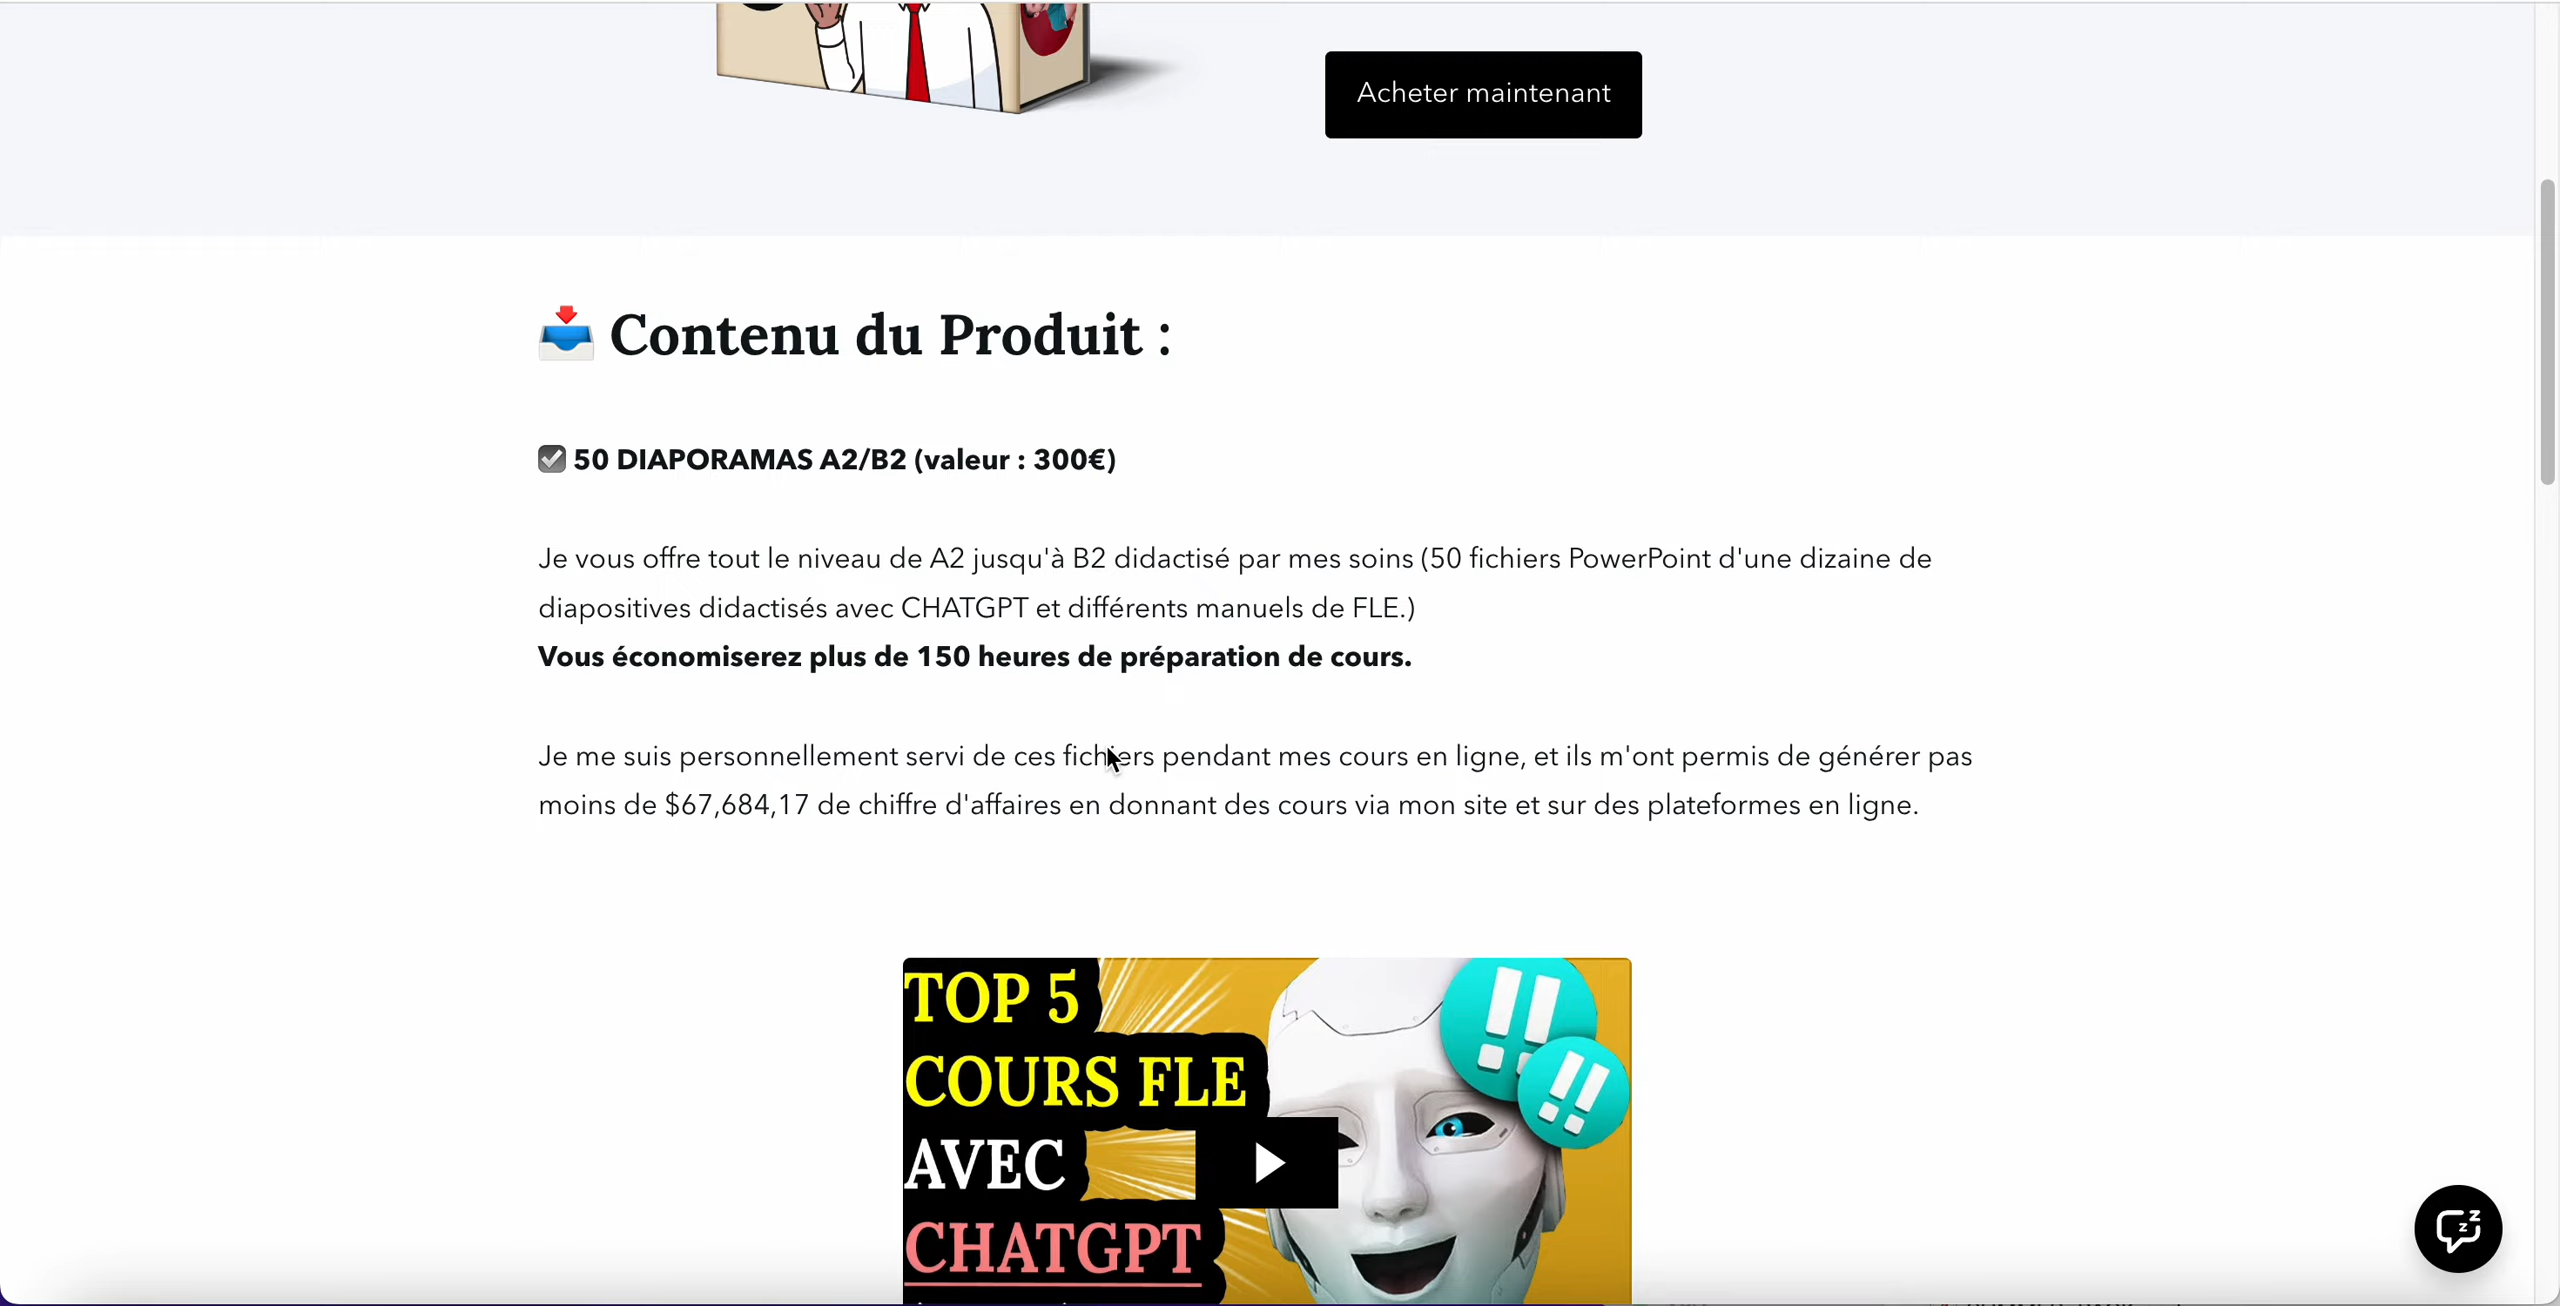 Acheter maintenant
Contenu du Produit :
50 DIAPORAMAS A2/B2 (valeur : 300€)
Je vous offre tout le niveau de A2 jusqu'à B2 didactisé par mes soins (50 fichiers PowerPoint d'une dizaine de
diapositives didactisés avec CHATGPT et différents manuels de FLE.)
Vous économiserez plus de 150 heures de préparation de cours.
Je me suis personnellement servi de ces fichiers pendant mes cours en ligne, et ils m'ont permis de générer pas
moins de $67,684,17 de chiffre d'affaires en donnant des cours via mon site et sur des plateformes en ligne.
TOP 5
COURS FLE
AVEC
CHATGPT